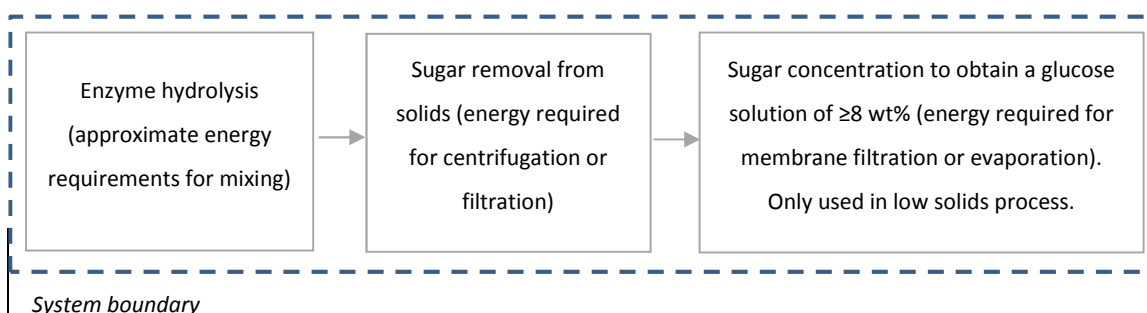 Enzyme hydrolysis
(approximate energy
requirements for mixing)
Sugar removal from
solids (energy required
for centrifugation or
filtration)
Sugar concentration to obtain a glucose
solution of ≥8 wt% (energy required for
membrane filtration or evaporation).
Only used in low solids process.
System boundary